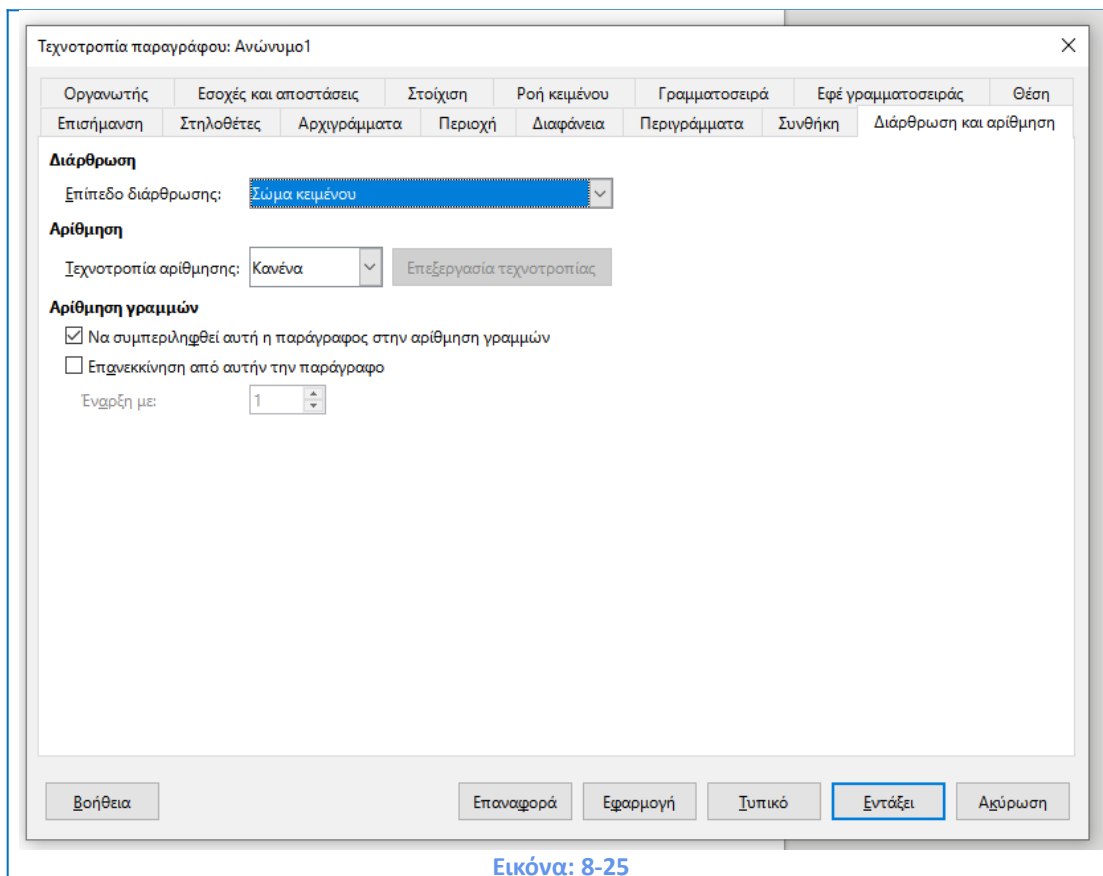 Τεχνοτροπία παραγράφου: Ανώνυμο1
Οργανωτής Εσοχές και αποστάσεις Στοίχιση Ροή κειμένου Γραμματοσειρά Εφέ γραμματοσειράς Θέση
Επισήμανση Στηλοθέτες Αρχιγράμματα Περιοχή Διαφάνεια Περιγράμματα Συνθήκη Διάρθρωση και αρίθμηση
Διάρθρωση
Επίπεδο διάρθρωσης: Σώμα κειμένου
Αρίθμηση
Τεχνοτροπία αρίθμησης: Κανένα Επεξεργασία τεχνοτροπίας
Αρίθμηση γραμμών
Να συμπεριληφθεί αυτή η παράγραφος στην αρίθμηση γραμμών
Επανεκκίνηση από αυτήν την παράγραφο
Έναρξη με: 1
Βοήθεια Επαναφορά Εφαρμογή Τυπικό Εντάξει Ακύρωση
Εικόνα: 8-25